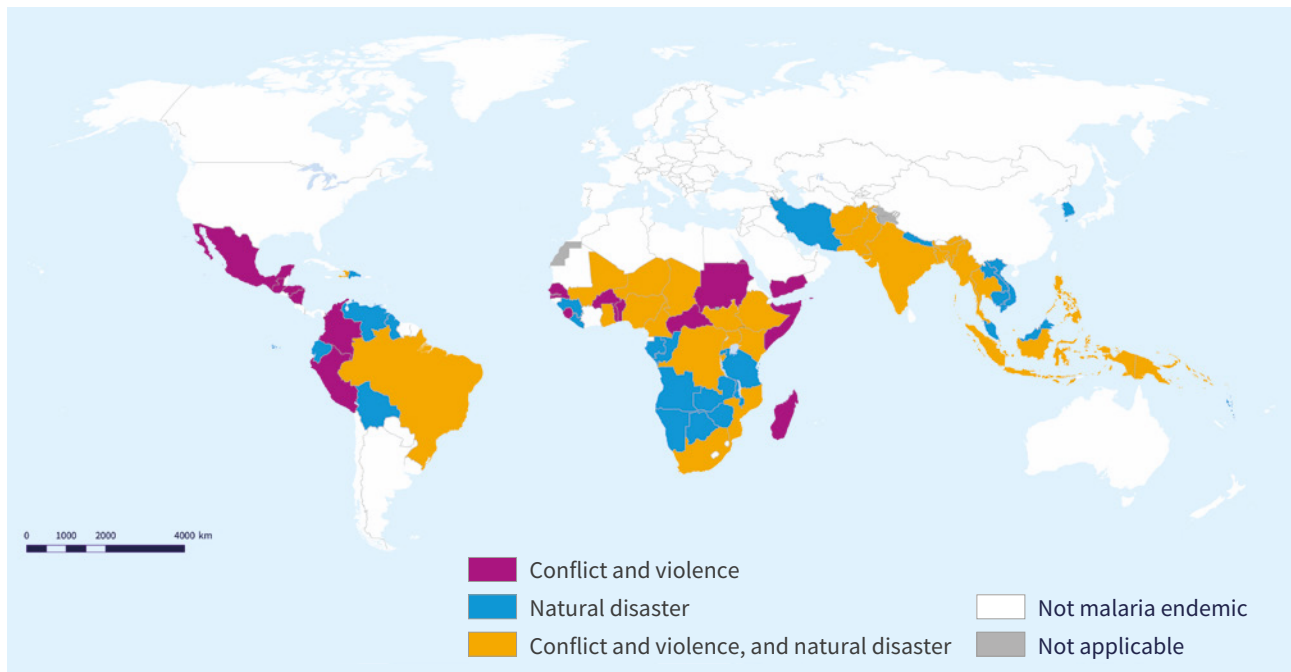 0 1000 2000 4000 km
Conflict and violence
Natural disaster
Conflict and violence, and natural disaster
Not malaria endemic
Not applicable